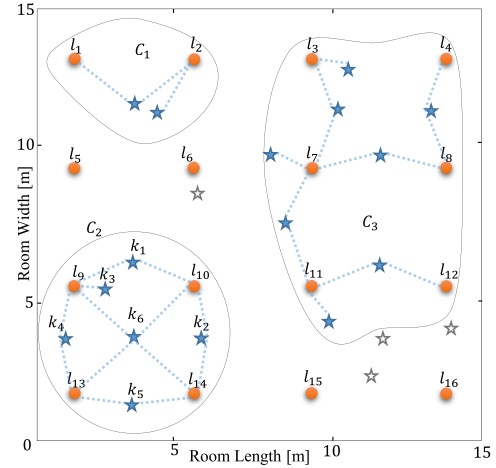 15
l₁ C₁ l₂ l₃ l₄
10
l₅ l₆ l₇ l₈
Room Width [m]
C₂ C₃
k₁
l₉ k₃ l₁₀ l₁₁ l₁₂
5
k₄ k₆ k₂
l₁₃ k₅ l₁₄ l₁₅ l₁₆
0 5 10 15
Room Length [m]